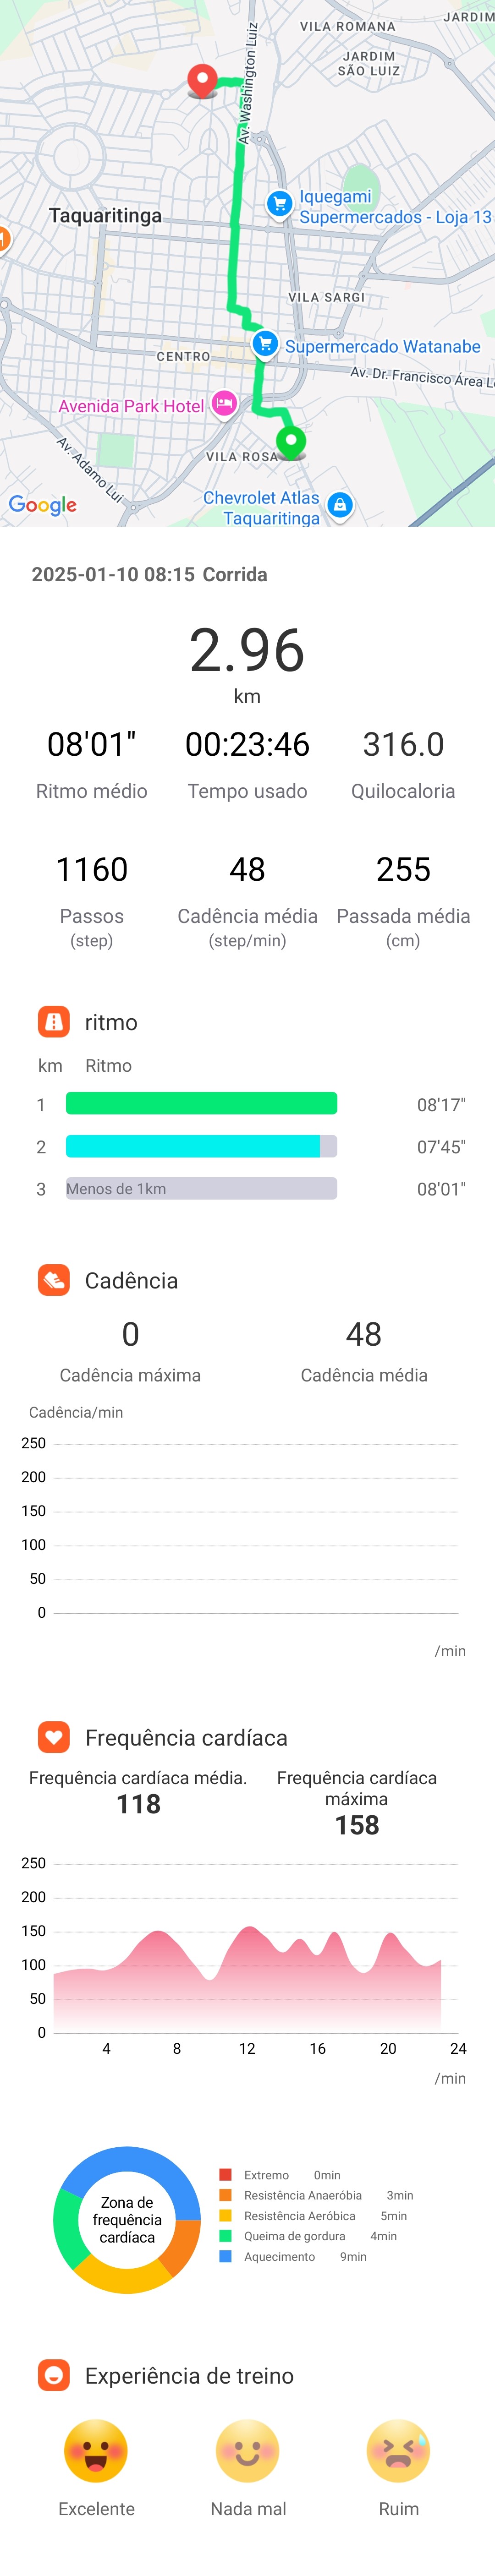 JARDIM
VILA ROMANA
JARDIM
SÃO LUIZ
Av. Washington Luiz
Iquegami
Supermercados - Loja 13
Taquaritinga
VILA SARGI
Supermercado Watanabe
CENTRO
Av. Dr. Francisco Área L
Avenida Park Hotel
VILA ROSA
Av. Adamo Lui
Chevrolet Atlas
Taquaritinga
Google
2025-01-10 08:15 Corrida
2.96
km
08'01" 00:23:46 316.0
Ritmo médio Tempo usado Quilocaloria
1160 48 255
Passos Cadência média Passada média
(step) (step/min) (cm)
ritmo
km Ritmo
1 08'17"
2 07'45"
3 Menos de 1km 08'01"
Cadência
0 48
Cadência máxima Cadência média
Cadência/min
250
200
150
100
50
0
/min
Frequência cardíaca
Frequência cardíaca média. Frequência cardíaca
máxima
118
158
250
200
150
100
50
0
4 8 12 16 20 24
/min
Zona de
frequência
cardíaca
Extremo 0min
Resistência Anaeróbia 3min
Resistência Aeróbica 5min
Queima de gordura 4min
Aquecimento 9min
Experiência de treino
Excelente Nada mal Ruim